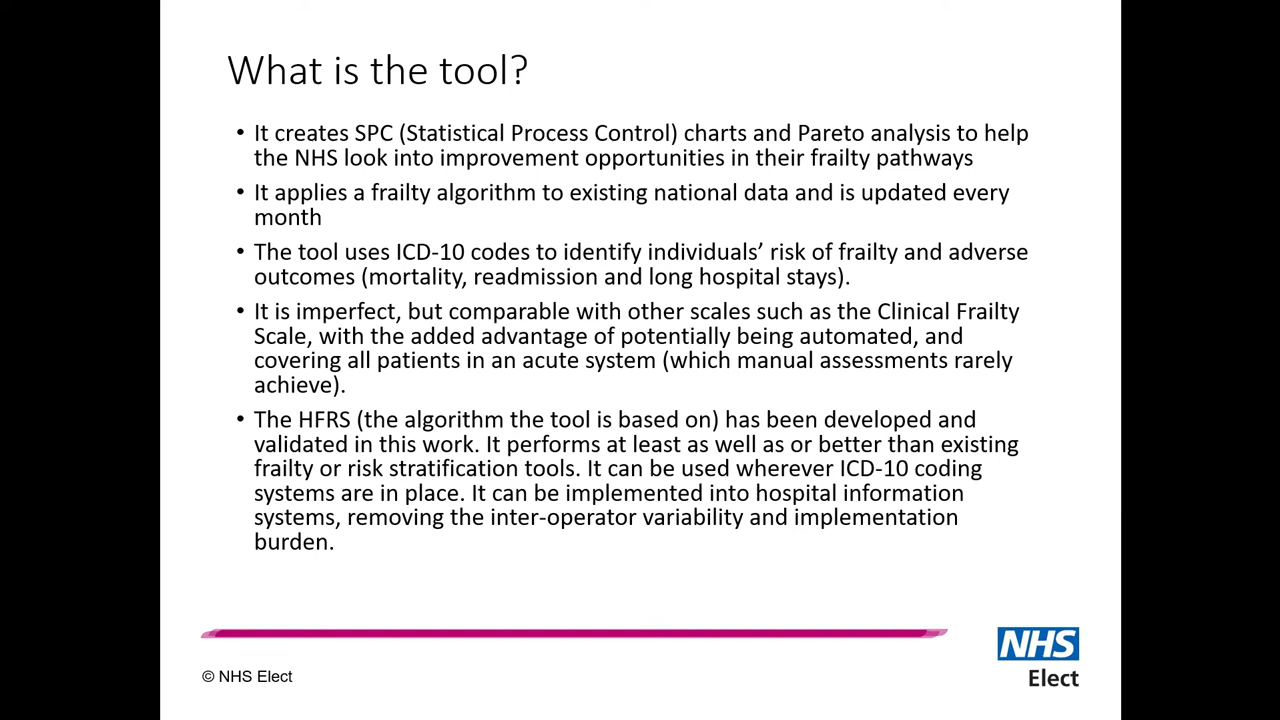 What is the tool?
• It creates SPC (Statistical Process Control) charts and Pareto analysis to help
the NHS look into improvement opportunities in their frailty pathways
• It applies a frailty algorithm to existing national data and is updated every
month
• The tool uses ICD-10 codes to identify individuals’ risk of frailty and adverse
outcomes (mortality, readmission and long hospital stays).
• It is imperfect, but comparable with other scales such as the Clinical Frailty
Scale, with the added advantage of potentially being automated, and
covering all patients in an acute system (which manual assessments rarely
achieve).
• The HFRS (the algorithm the tool is based on) has been developed and
validated in this work. It performs at least as well as or better than existing
frailty or risk stratification tools. It can be used wherever ICD-10 coding
systems are in place. It can be implemented into hospital information
systems, removing the inter-operator variability and implementation
burden.
© NHS Elect
NHS
Elect